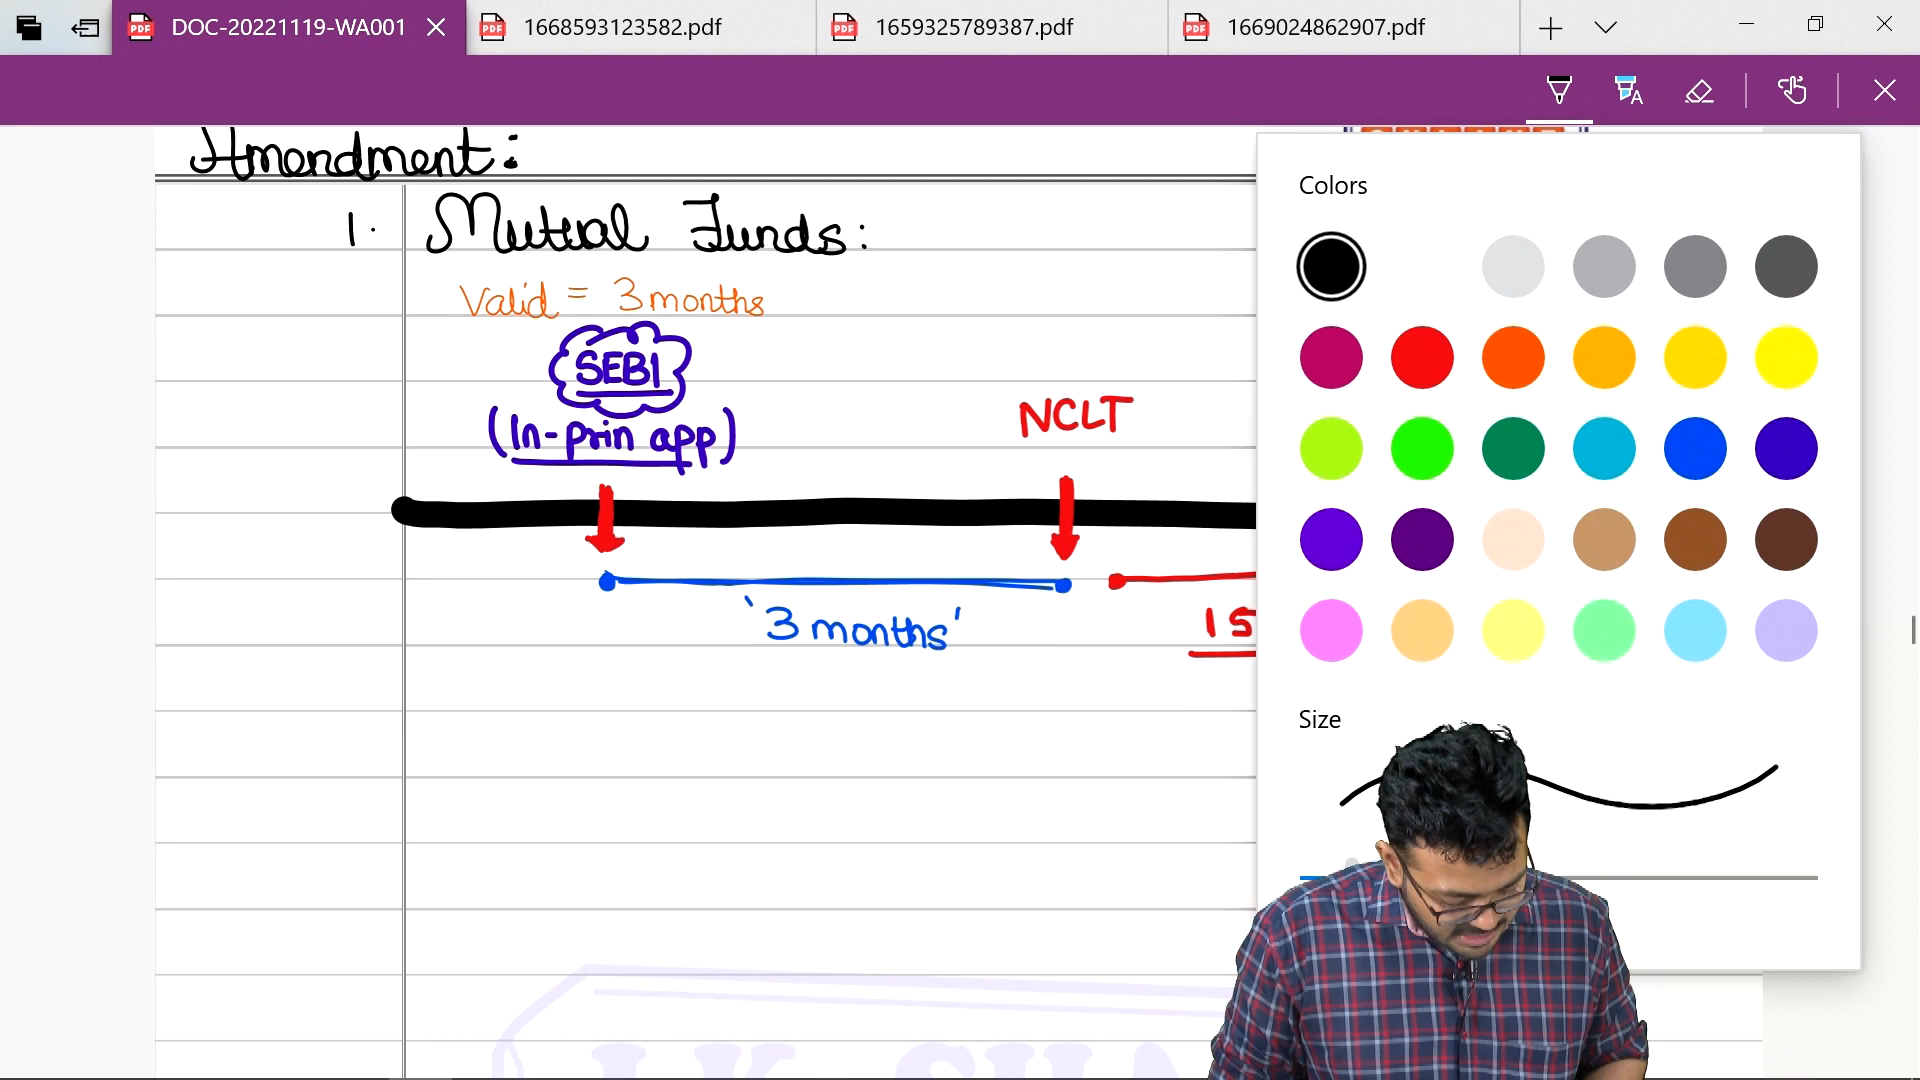 DOC-20221119-WA001
1668593123582.pdf
1659325789387.pdf
1669024862907.pdf
Amendment:
1. Mutual Funds:
Valid = 3 months
SEBI
(In-prin app)
NCLT
'3 months'
15
Colors
Size